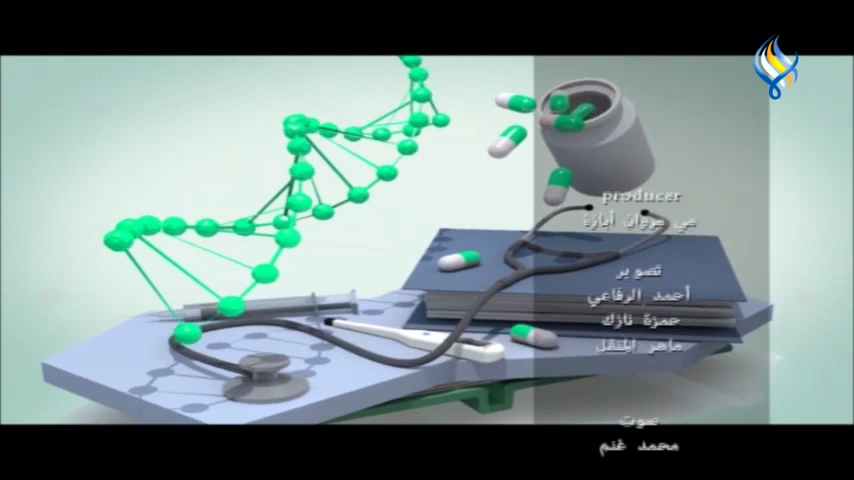 producer
مي مروان أباظة
تصوير
أحمد الرفاعي
حمزة نازك
ماهر المنقل
صوت
محمد غنم